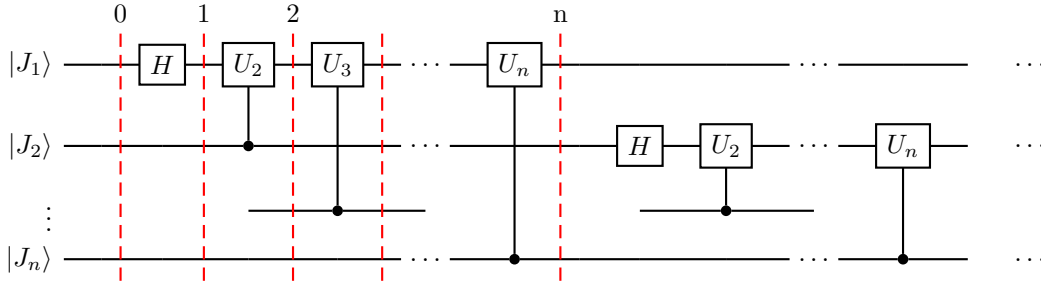 0 1 2 n
|J₁⟩ H U₂ U₃ ··· Uₙ ··· ···
|J₂⟩ ··· H U₂ ··· Uₙ ···
⋮
|Jₙ⟩ ··· ··· ···